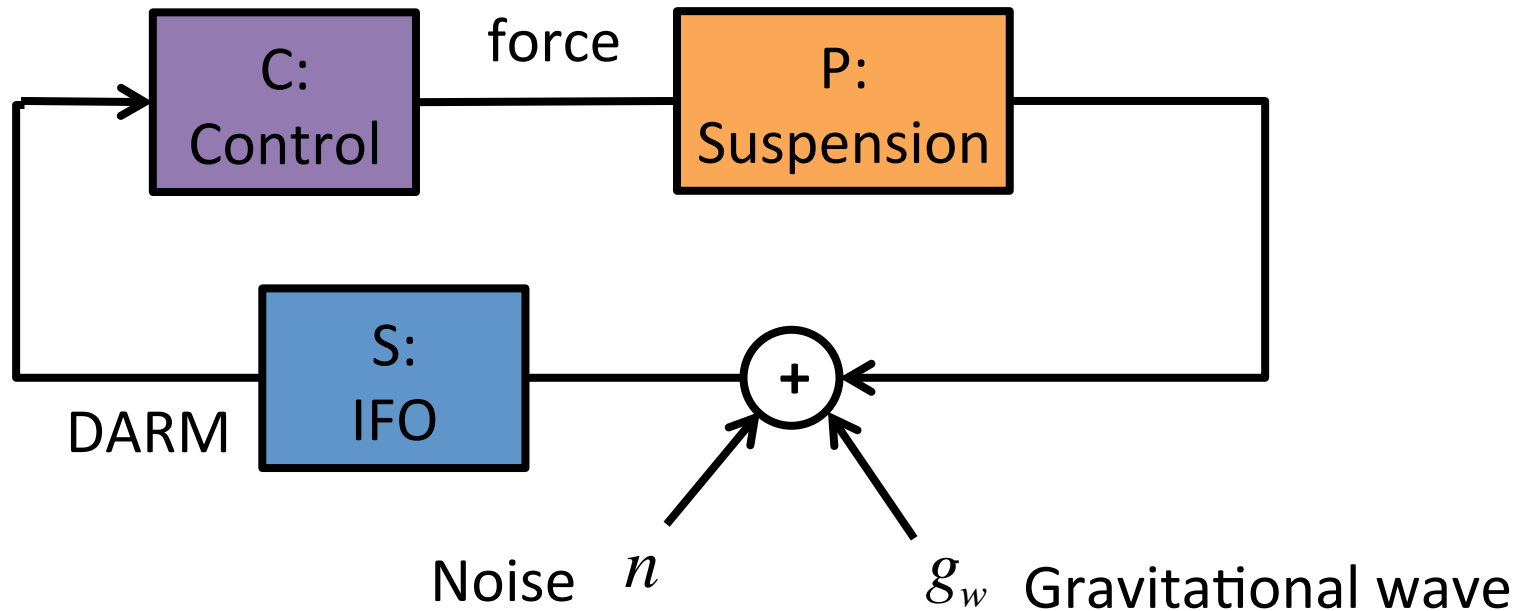 C:
Control
force
P:
Suspension
S:
IFO
+
DARM
Noise n
g_w Gravitational wave